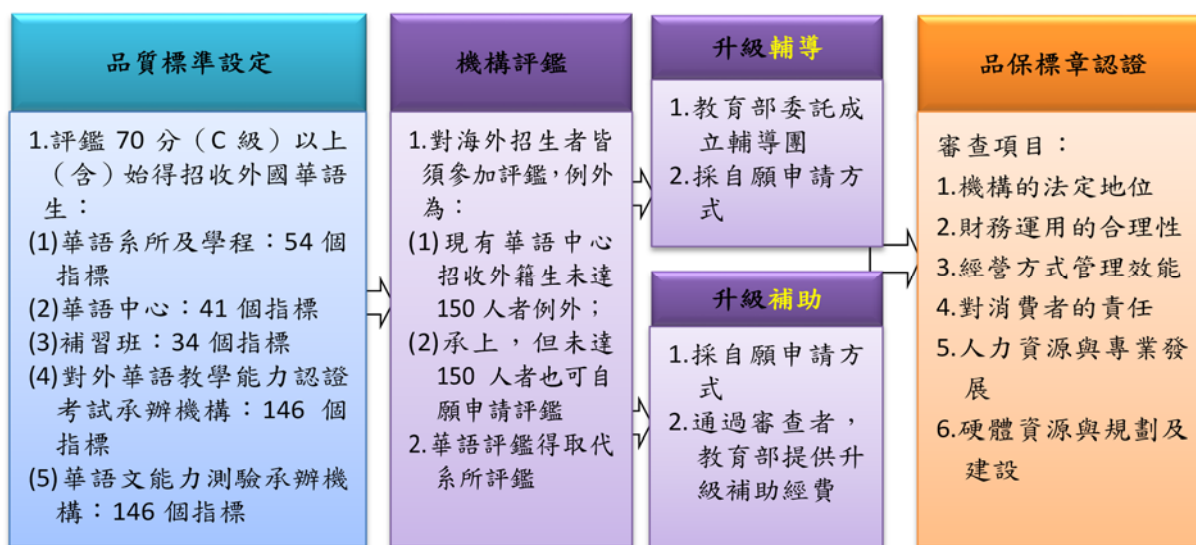 品質標準設定
1.評鑑 70 分（C 級）以上
（含）始得招收外國華語
生：
(1)華語系所及學程：54 個
指標
(2)華語中心：41 個指標
(3)補習班：34 個指標
(4)對外華語教學能力認證
考試承辦機構：146 個
指標
(5)華語文能力測驗承辦機
構：146 個指標
機構評鑑
1.對海外招生者皆
須參加評鑑，例外
為：
(1)現有華語中心
招收外籍生未達
150 人者例外；
(2)承上，但未達
150 人者也可自
願申請評鑑
2.華語評鑑得取代
系所評鑑
升級輔導
1.教育部委託成
立輔導團
2.採自願申請方
式
升級補助
1.採自願申請方
式
2.通過審查者，
教育部提供升
級補助經費
品保標章認證
審查項目：
1.機構的法定地位
2.財務運用的合理性
3.經營方式管理效能
4.對消費者的責任
5.人力資源與專業發
展
6.硬體資源與規劃及
建設